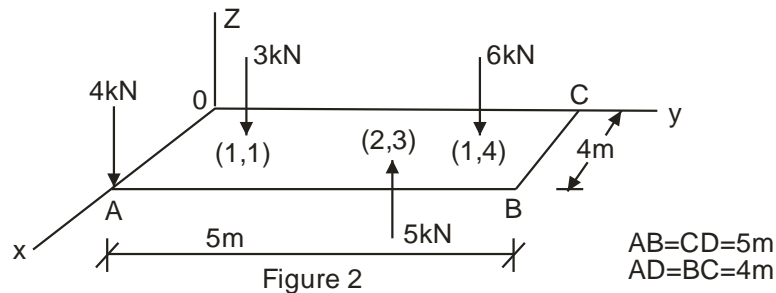 Z
3kN
6kN
4kN
0
C
y
(1,1)
(2,3)
(1,4)
4m
A
B
x
5m
5kN
AB=CD=5m
AD=BC=4m
Figure 2